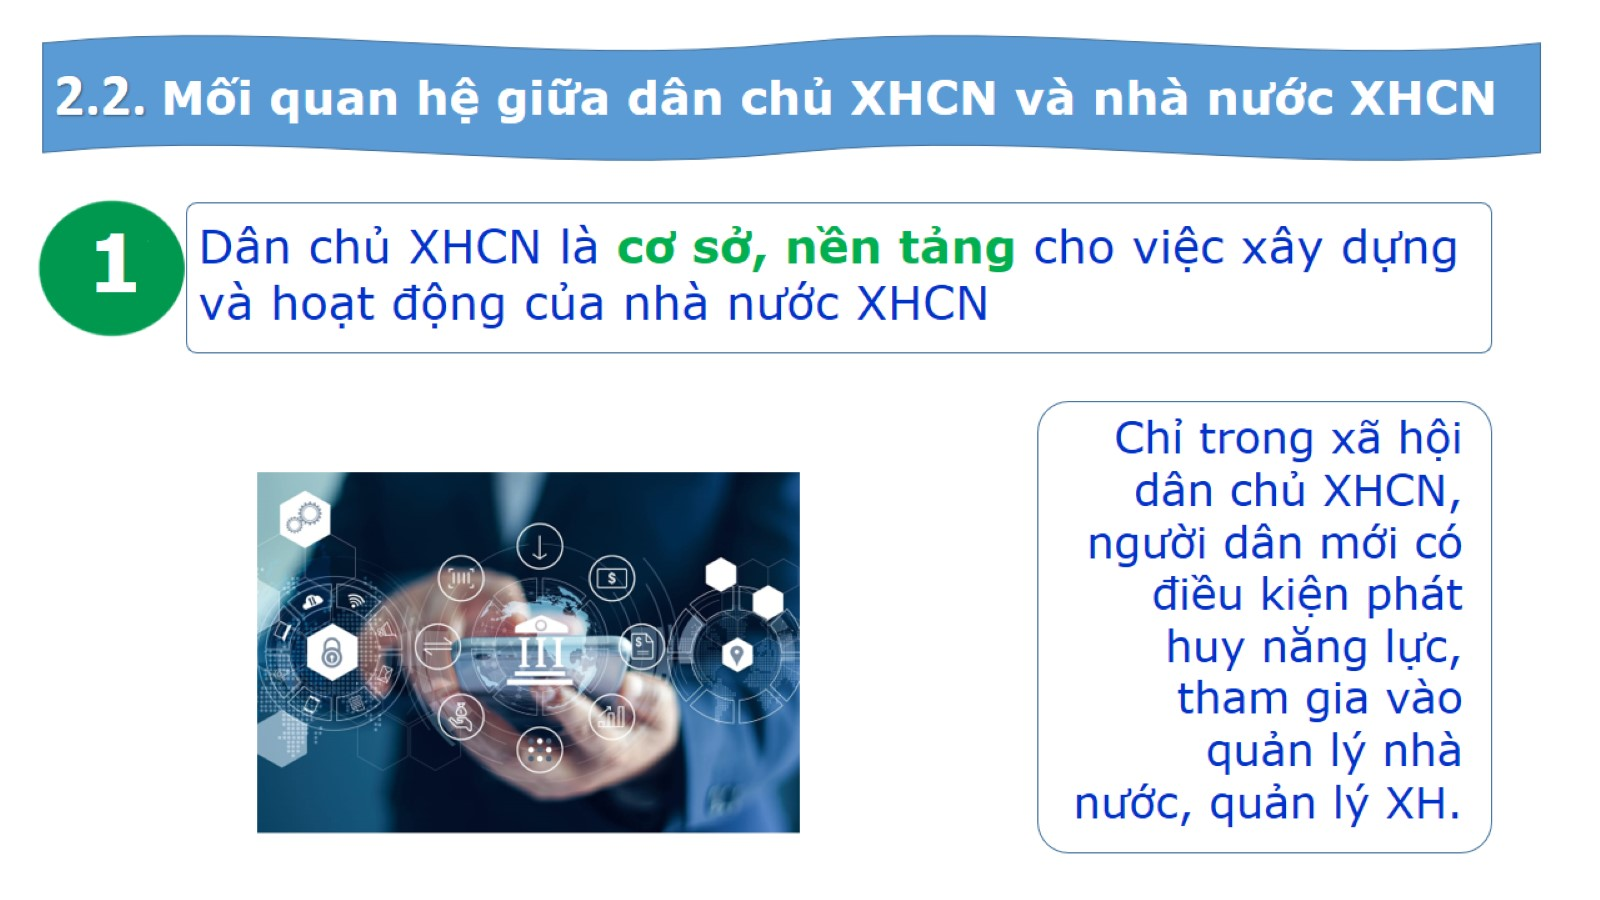 2.2. Mối quan hệ giữa dân chủ XHCN và nhà nước XHCN
1
Dân chủ XHCN là cơ sở, nền tảng cho việc xây dựng
và hoạt động của nhà nước XHCN
Chỉ trong xã hội
dân chủ XHCN,
người dân mới có
điều kiện phát
huy năng lực,
tham gia vào
quản lý nhà
nước, quản lý XH.